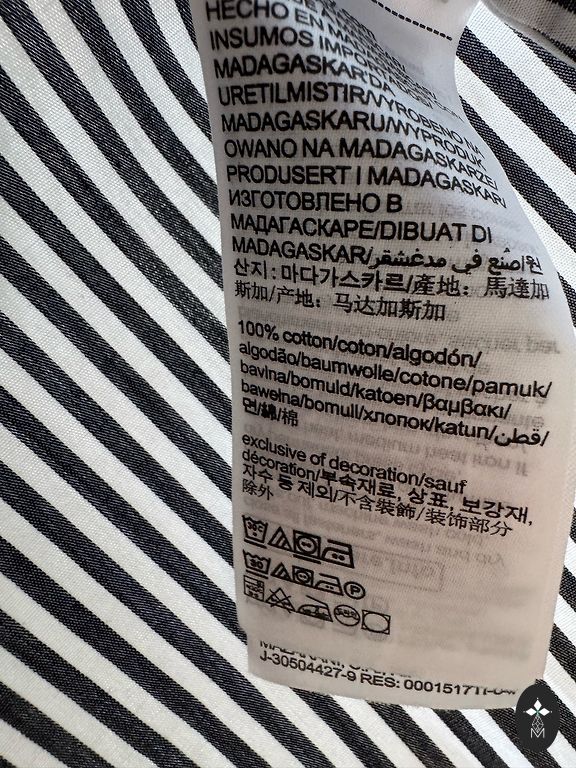 HECHO EN MADAGASCAR
INSUMOS
MADAGASKAR'DA
URETILMISTIR/VYROBENO NA
MADAGASKARU/WYPRODUK
OWANO NA MADAGASKARZE/
PRODUSERT I MADAGASKAR/
ИЗГОТОВЛЕНО В
МАДАГАСКАРЕ/DIBUAT DI
MADAGASKAR/صنع في مدغشقر/원
산지 : 마다가스카르/產地：馬達加
斯加/产地：马达加斯加
100% cotton/coton/algodón/
algodão/baumwolle/cotone/pamuk/
bavlna/bomuld/katoen/βαμβακι/
bawełna/bomull/хлопок/katun/قطن/
면/綿/棉
exclusive of decoration/sauf
décoration/부속재료, 상표, 보강재,
자수 등 제외/不含裝飾/装饰部分
除外
J-30504427-9 RES: 0001517
M